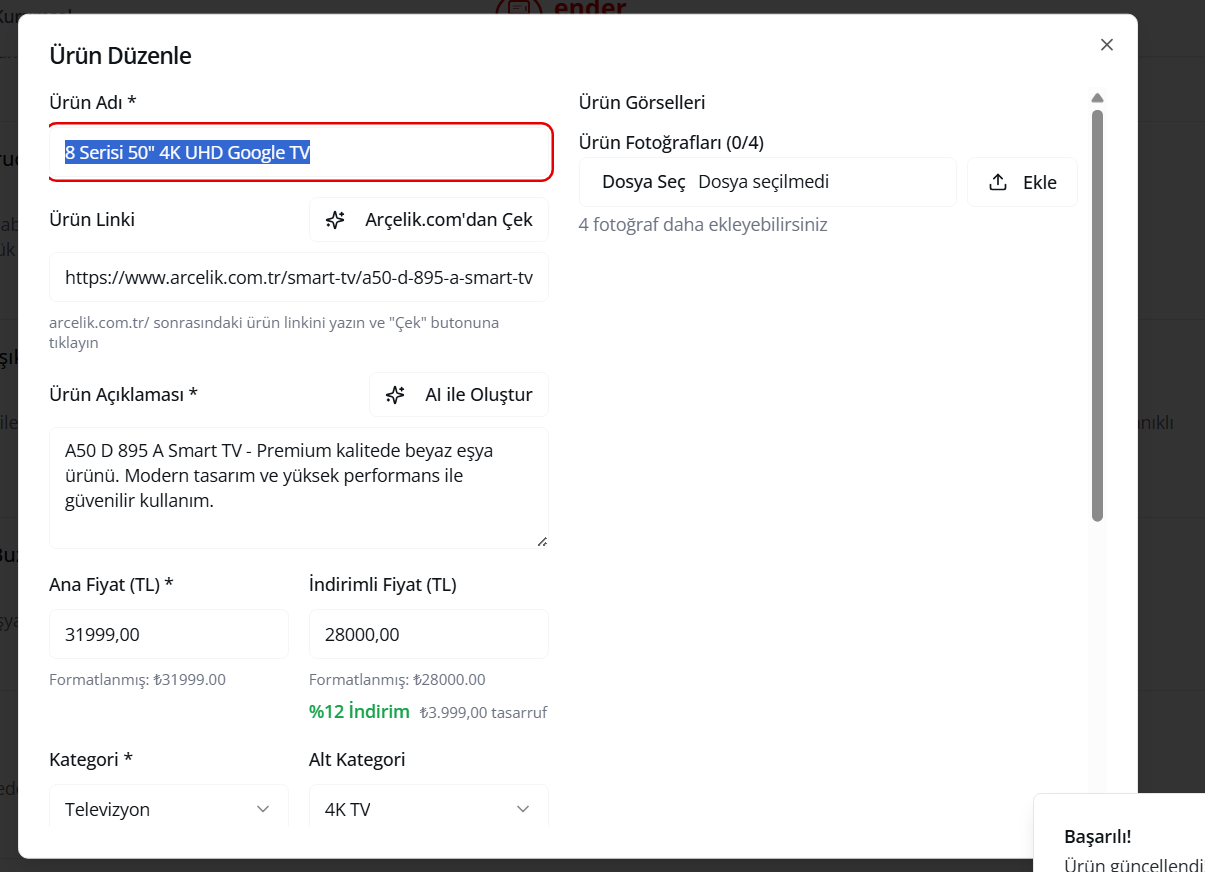 ender
Ürün Düzenle
Ürün Adı *
8 Serisi 50" 4K UHD Google TV
Ürün Linki
Arçelik.com'dan Çek
https://www.arcelik.com.tr/smart-tv/a50-d-895-a-smart-tv
arcelik.com.tr/ sonrasındaki ürün linkini yazın ve "Çek" butonuna
tıklayın
Ürün Açıklaması *
AI ile Oluştur
A50 D 895 A Smart TV - Premium kalitede beyaz eşya
ürünü. Modern tasarım ve yüksek performans ile
güvenilir kullanım.
Ana Fiyat (TL) *
İndirimli Fiyat (TL)
31999,00
28000,00
Formatlanmış: ₺31999.00
Formatlanmış: ₺28000.00
%12 İndirim ₺3.999,00 tasarruf
Kategori *
Alt Kategori
Televizyon
4K TV
Ürün Görselleri
Ürün Fotoğrafları (0/4)
Dosya Seç Dosya seçilmedi
Ekle
4 fotoğraf daha ekleyebilirsiniz
Başarılı!
Ürün güncellendi